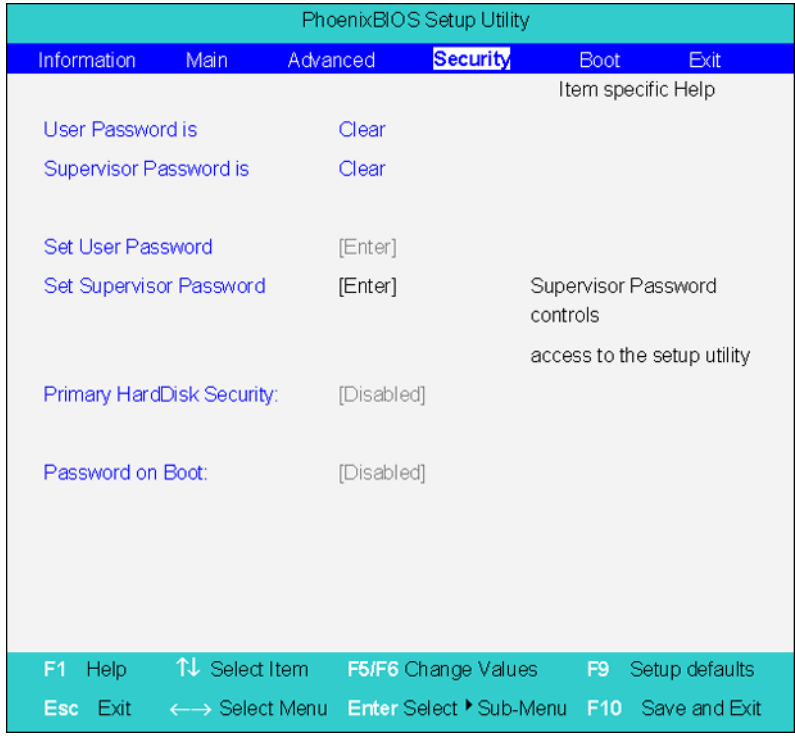 PhoenixBIOS Setup Utility
Information Main Advanced Security Boot Exit
Item specific Help
User Password is Clear
Supervisor Password is Clear
Set User Password [Enter]
Set Supervisor Password [Enter] Supervisor Password
controls
access to the setup utility
Primary HardDisk Security: [Disabled]
Password on Boot: [Disabled]
F1 Help ↑↓ Select Item F5/F6 Change Values F9 Setup defaults
Esc Exit ←→ Select Menu Enter Select ▶ Sub-Menu F10 Save and Exit